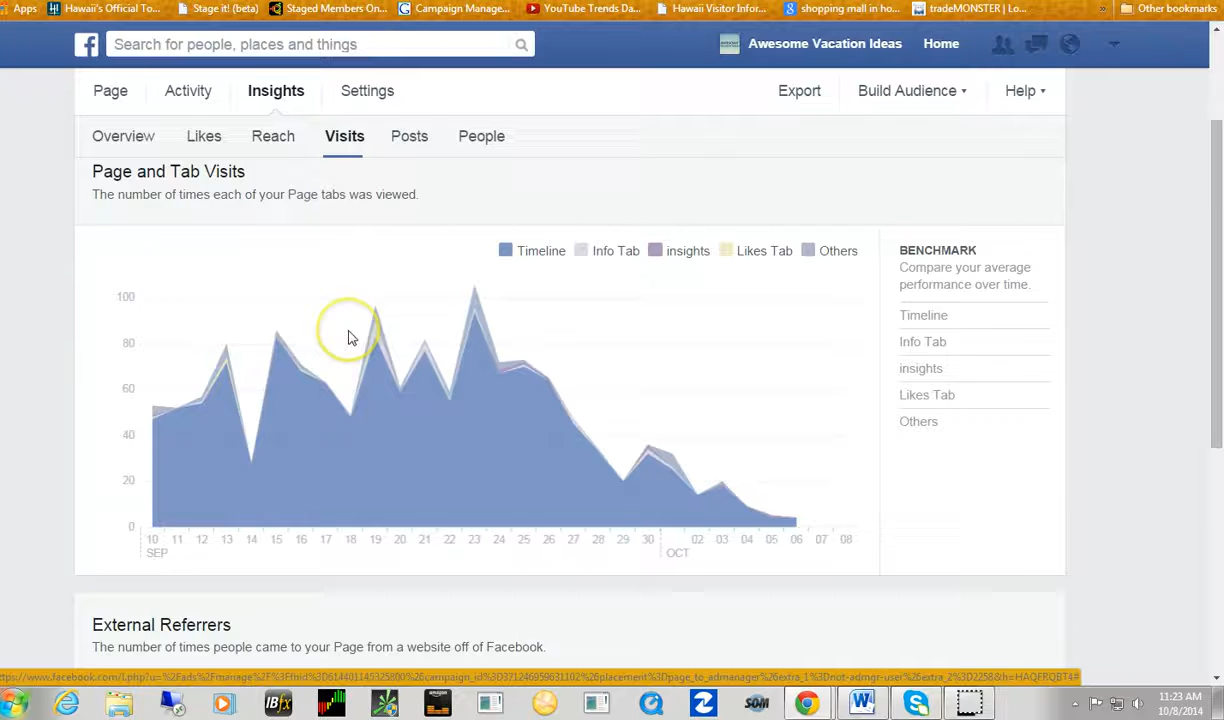 Apps Hawaii's Official To... Stage it! (beta) Staged Members On... Campaign Manage... YouTube Trends Da... Hawaii Visitor Infor... shopping mall in ho... tradeMONSTER | Lo... » Other bookmarks
Search for people, places and things Awesome Vacation Ideas Home
Page Activity Insights Settings Export Build Audience Help
Overview Likes Reach Visits Posts People
Page and Tab Visits
The number of times each of your Page tabs was viewed.
Timeline Info Tab insights Likes Tab Others
BENCHMARK
Compare your average
performance over time.
Timeline
Info Tab
insights
Likes Tab
Others
100
80
60
40
20
0
10 11 12 13 14 15 16 17 18 19 20 21 22 23 24 25 26 27 28 29 30 02 03 04 05 06 07 08
SEP OCT
External Referrers
The number of times people came to your Page from a website off of Facebook.
IBfx W S SOM
11:23 AM
10/8/2014